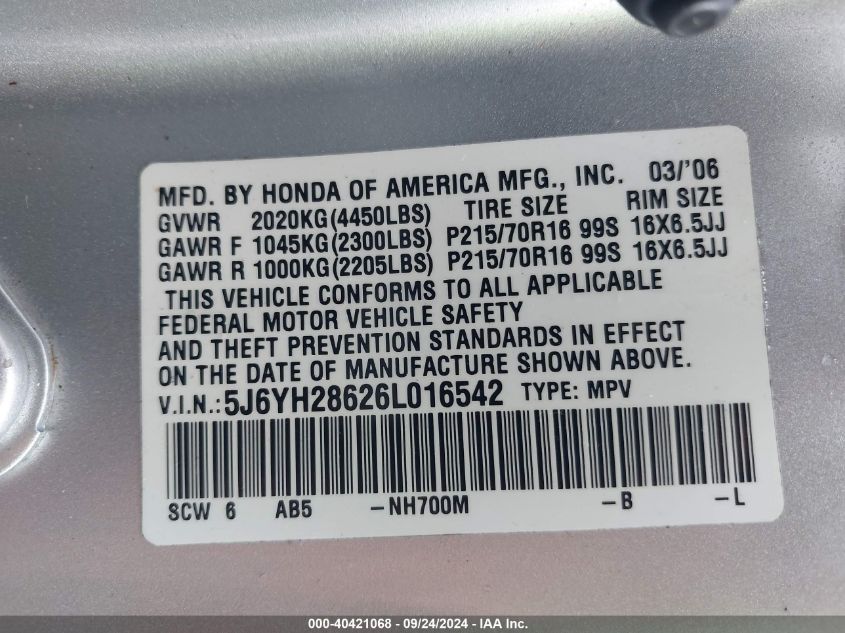 MFD. BY HONDA OF AMERICA MFG., INC. 03/'06
GVWR 2020KG(4450LBS) TIRE SIZE RIM SIZE
GAWR F 1045KG(2300LBS) P215/70R16 99S 16X6.5JJ
GAWR R 1000KG(2205LBS) P215/70R16 99S 16X6.5JJ
THIS VEHICLE CONFORMS TO ALL APPLICABLE
FEDERAL MOTOR VEHICLE SAFETY
AND THEFT PREVENTION STANDARDS IN EFFECT
ON THE DATE OF MANUFACTURE SHOWN ABOVE.
V.I.N.:5J6YH28626L016542 TYPE: MPV
SCW 6 AB5 -NH700M -B -L
000-40421068 - 09/24/2024 - IAA Inc.